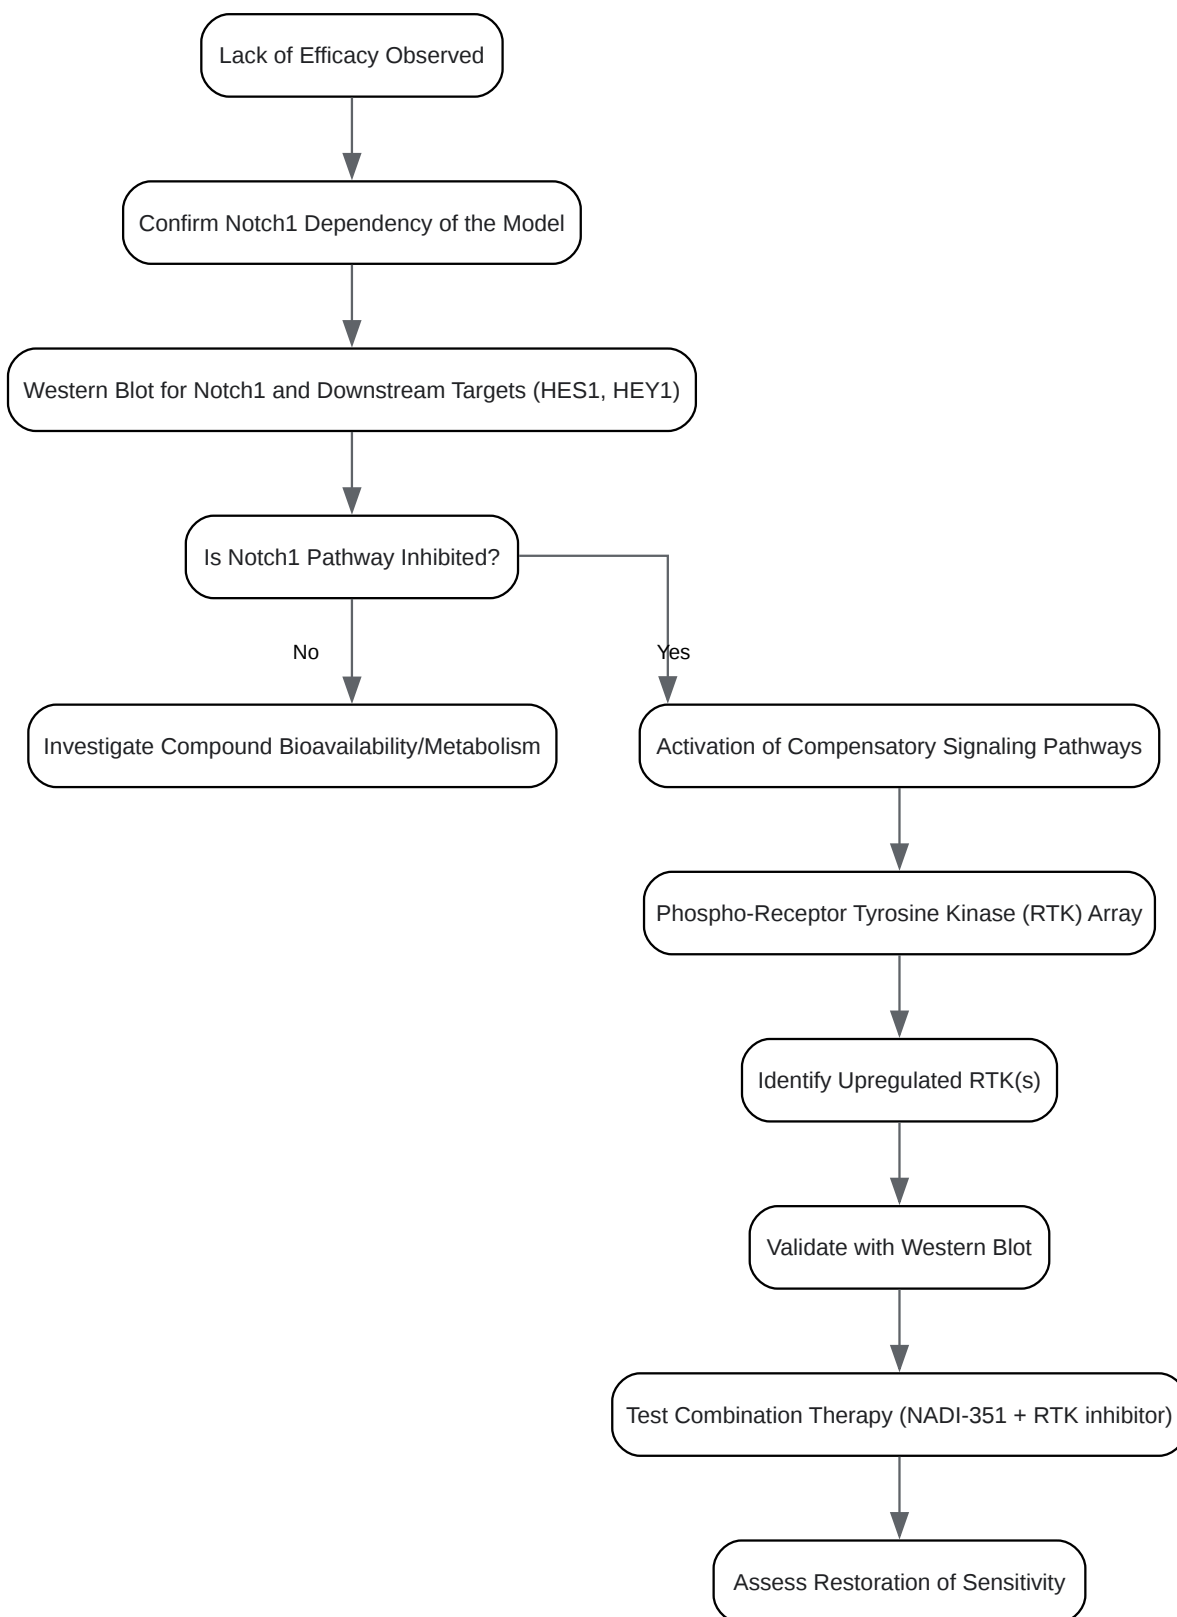 Lack of Efficacy Observed
Confirm Notch1 Dependency of the Model
Western Blot for Notch1 and Downstream Targets (HES1, HEY1)
Is Notch1 Pathway Inhibited?
No
Yes
Investigate Compound Bioavailability/Metabolism
Activation of Compensatory Signaling Pathways
Phospho-Receptor Tyrosine Kinase (RTK) Array
Identify Upregulated RTK(s)
Validate with Western Blot
Test Combination Therapy (NADI-351 + RTK inhibitor)
Assess Restoration of Sensitivity